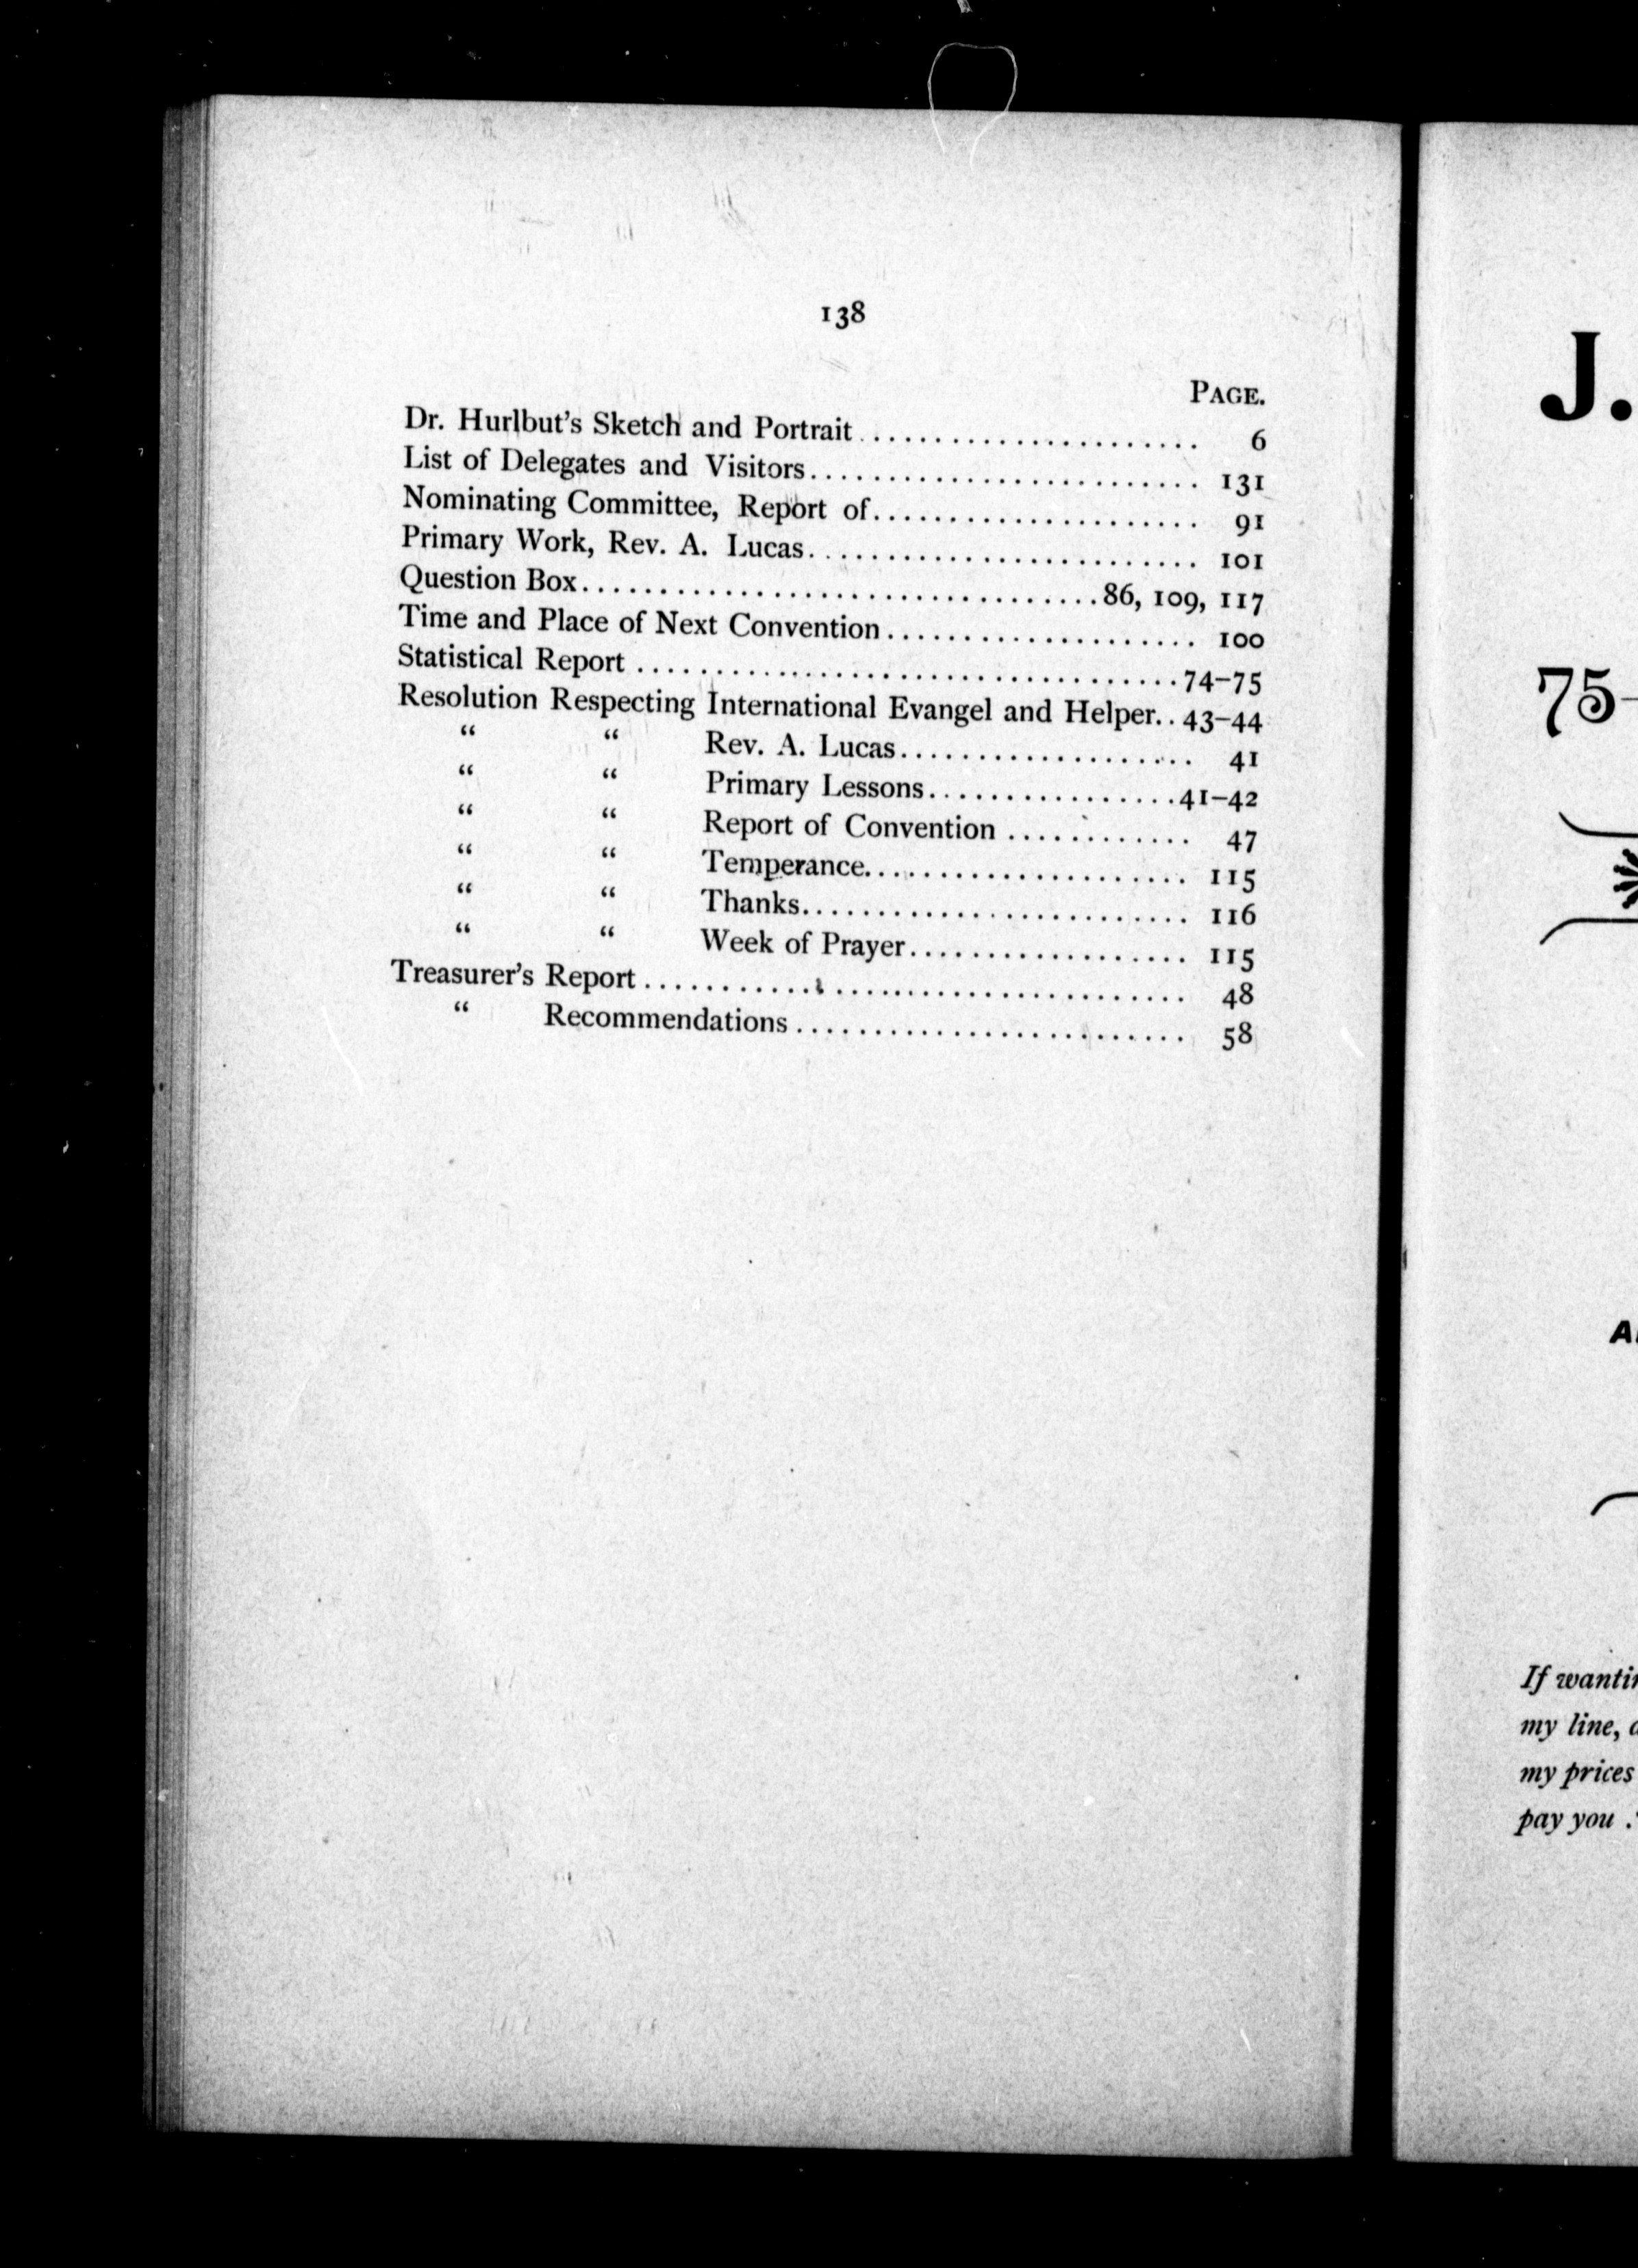 138
PAGE.
Dr. Hurlbut's Sketch and Portrait ...................... 6
List of Delegates and Visitors......................... 131
Nominating Committee, Report of..................... 91
Primary Work, Rev. A. Lucas......................... 101
Question Box.................................86, 109, 117
Time and Place of Next Convention .................... 100
Statistical Report ...................................74-75
Resolution Respecting International Evangel and Helper.. 43-44
“ “ Rev. A. Lucas................... 41
“ “ Primary Lessons................41-42
“ “ Report of Convention ............ 47
“ “ Temperance..................... 115
“ “ Thanks......................... 116
“ “ Week of Prayer.................. 115
Treasurer's Report ................................... 48
“ Recommendations ......................... 58
J.
75-
If
my line,
my prices
pay you